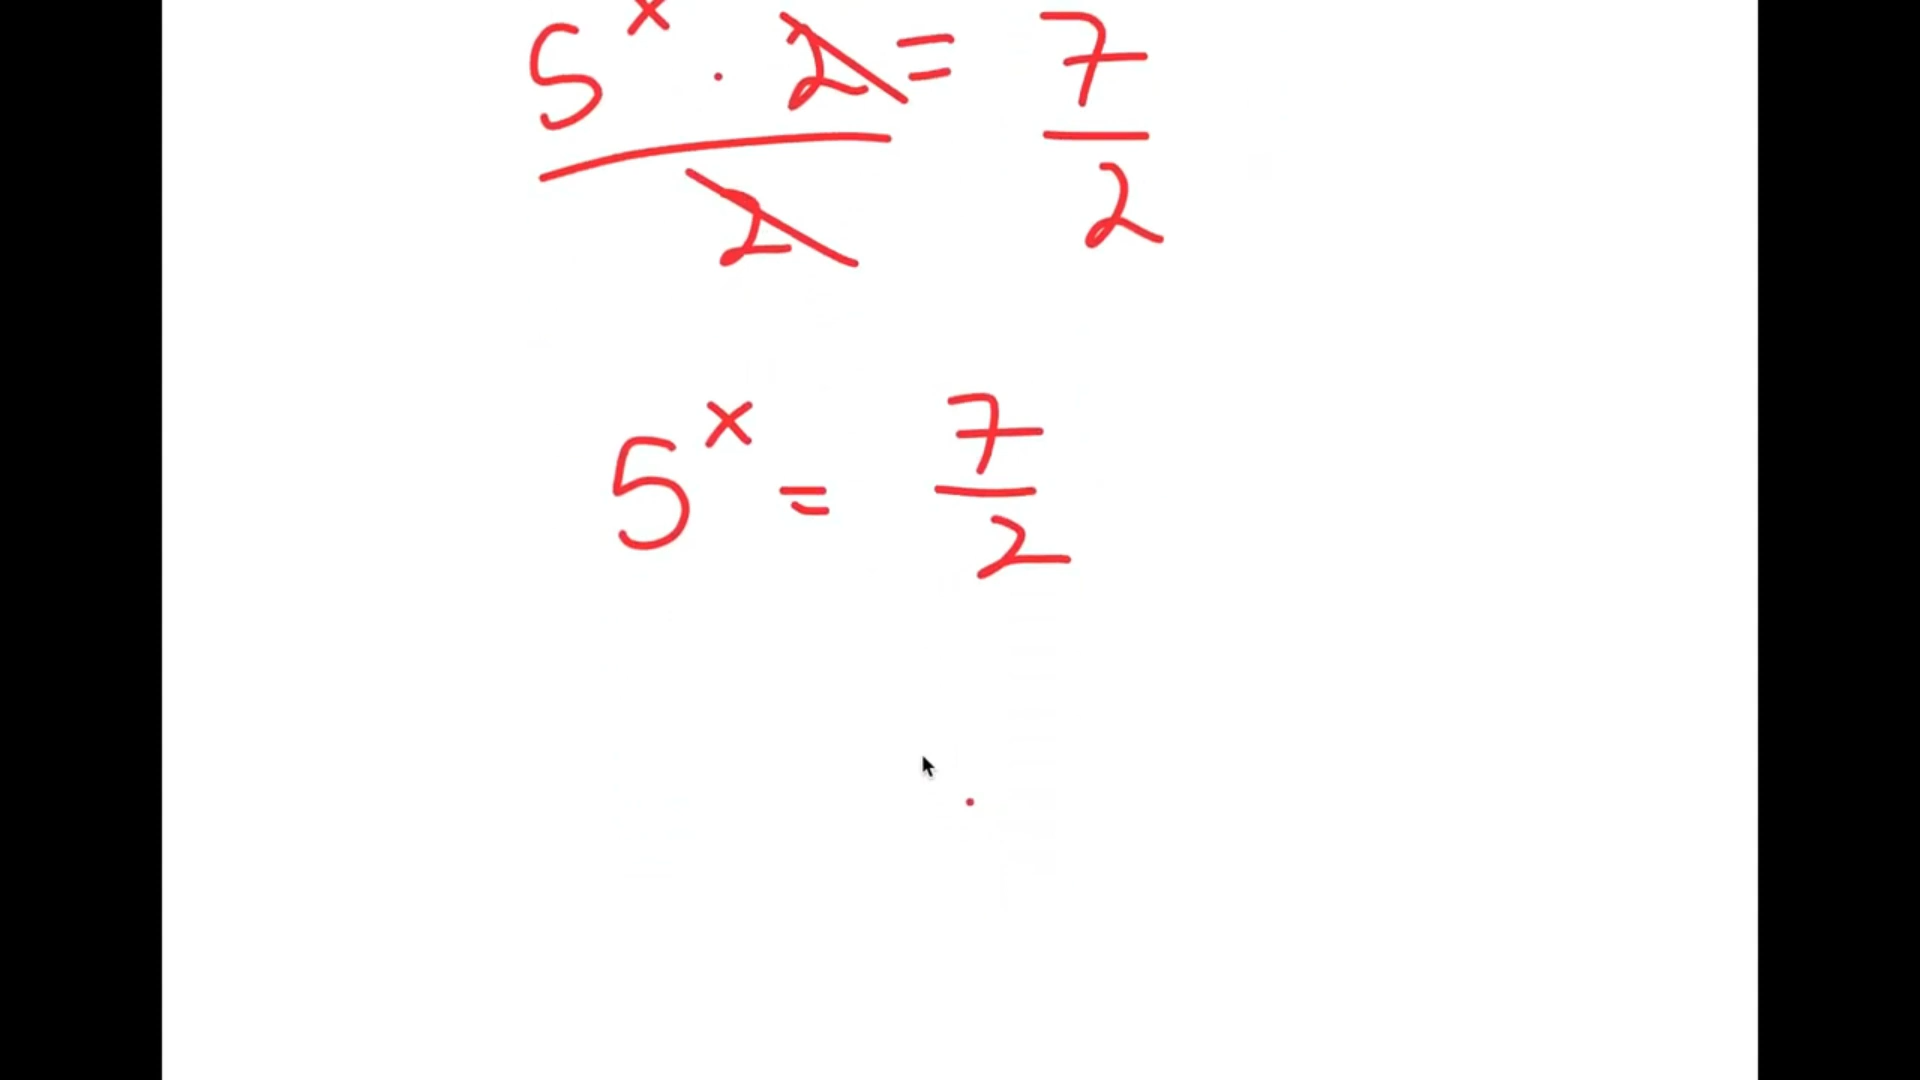 5^x · 2 = 7
2 2
5^x = 7
2